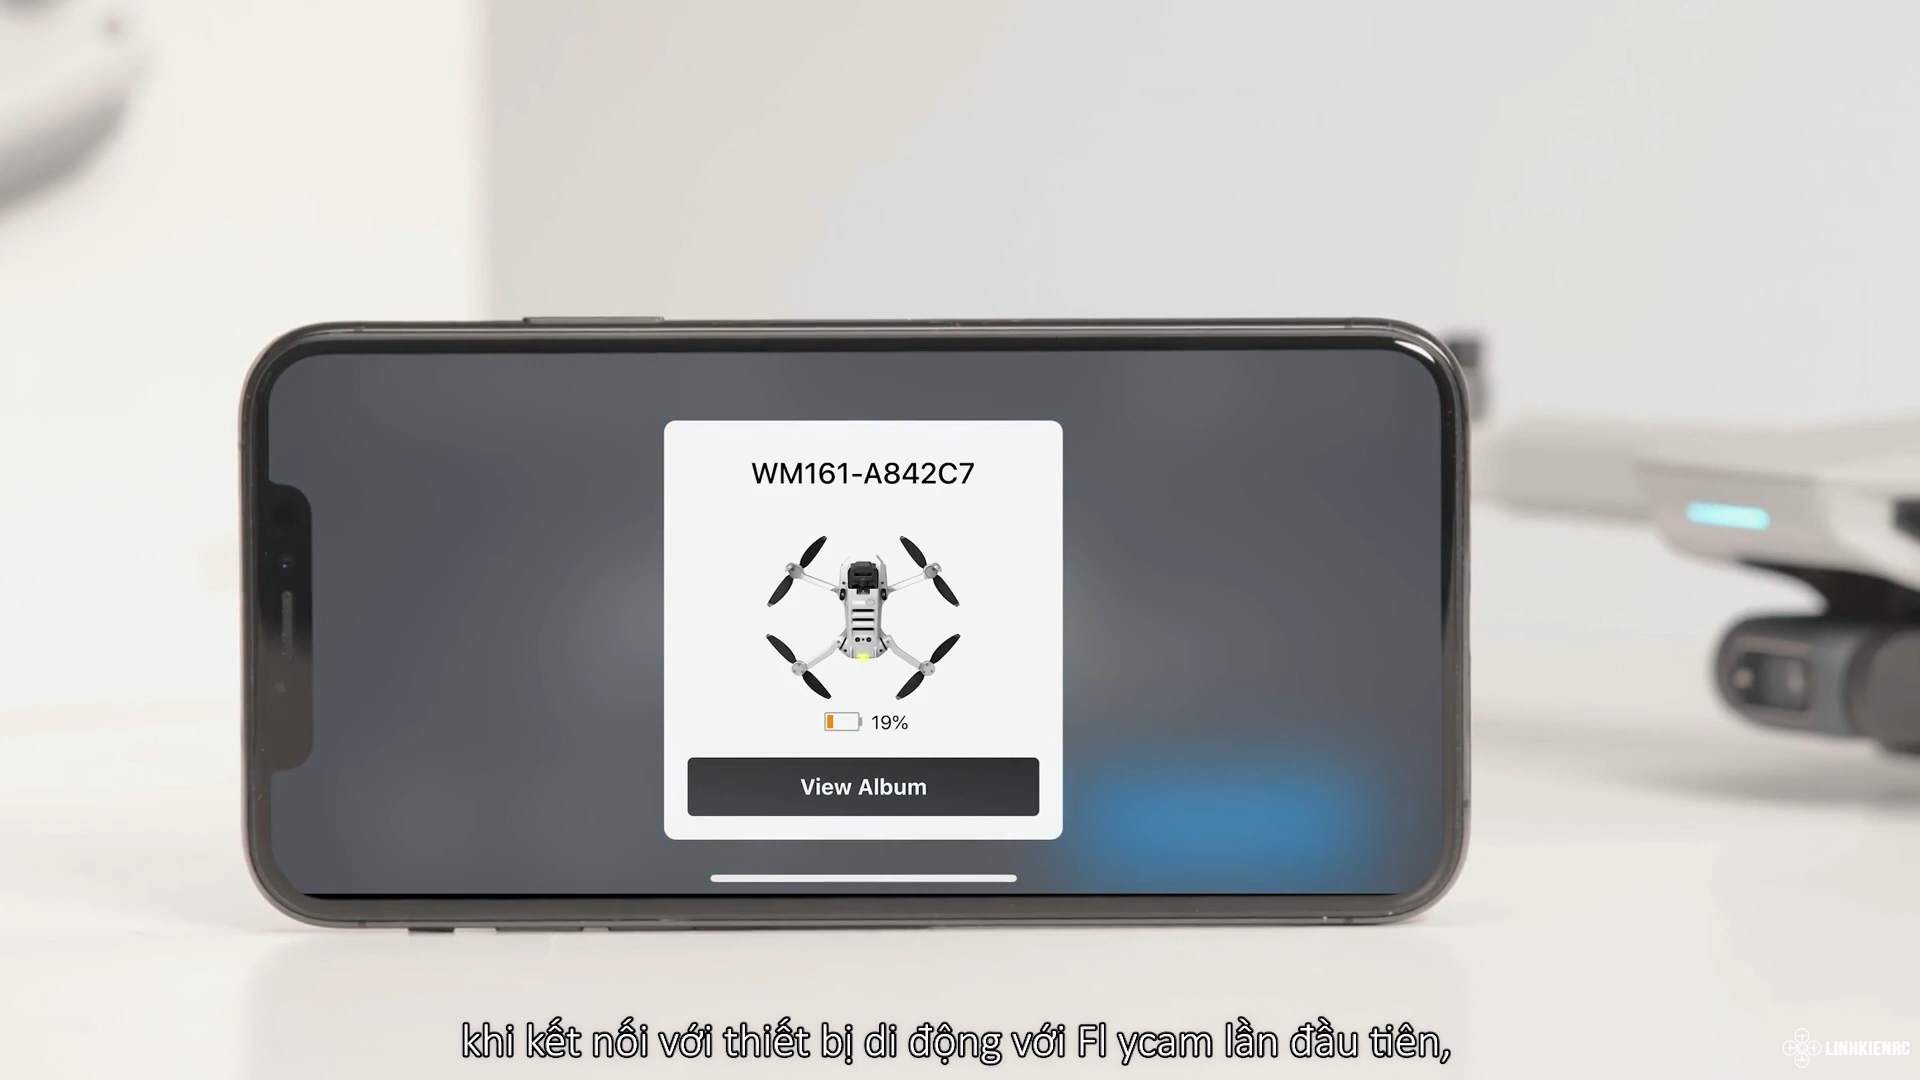 WM161-A842C7
19%
View Album
khi kết nối với thiết bị di động với Fl ycam lần đầu tiên,
LINHKIENRC